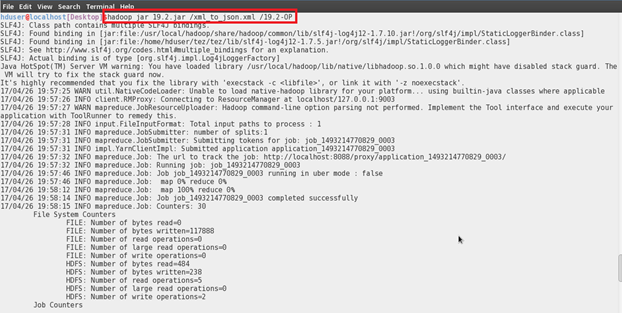 File Edit View Search Terminal Help
hduser@localhost[Desktop]$hadoop jar 19.2.jar /xml_to_json.xml /19.2-OP
SLF4J: Class path contains multiple SLF4J bindings.
SLF4J: Found binding in [jar:file:/usr/local/hadoop/share/hadoop/common/lib/slf4j-log4j12-1.7.10.jar!/org/slf4j/impl/StaticLoggerBinder.class]
SLF4J: Found binding in [jar:file:/home/hduser/tez/tez/lib/slf4j-log4j12-1.7.5.jar!/org/slf4j/impl/StaticLoggerBinder.class]
SLF4J: See http://www.slf4j.org/codes.html#multiple_bindings for an explanation.
SLF4J: Actual binding is of type [org.slf4j.impl.Log4jLoggerFactory]
Java HotSpot(TM) Server VM warning: You have loaded library /usr/local/hadoop/lib/native/libhadoop.so.1.0.0 which might have disabled stack guard. The
VM will try to fix the stack guard now.
It's highly recommended that you fix the library with 'execstack -c <libfile>', or link it with '-z noexecstack'.
17/04/26 19:57:25 WARN util.NativeCodeLoader: Unable to load native-hadoop library for your platform... using builtin-java classes where applicable
17/04/26 19:57:26 INFO client.RMProxy: Connecting to ResourceManager at localhost/127.0.0.1:9003
17/04/26 19:57:27 WARN mapreduce.JobResourceUploader: Hadoop command-line option parsing not performed. Implement the Tool interface and execute your
application with ToolRunner to remedy this.
17/04/26 19:57:28 INFO input.FileInputFormat: Total input paths to process : 1
17/04/26 19:57:31 INFO mapreduce.JobSubmitter: number of splits:1
17/04/26 19:57:31 INFO mapreduce.JobSubmitter: Submitting tokens for job: job_1493214770829_0003
17/04/26 19:57:31 INFO impl.YarnClientImpl: Submitted application application_1493214770829_0003
17/04/26 19:57:32 INFO mapreduce.Job: The url to track the job: http://localhost:8088/proxy/application_1493214770829_0003/
17/04/26 19:57:32 INFO mapreduce.Job: Running job: job_1493214770829_0003
17/04/26 19:57:46 INFO mapreduce.Job: Job job_1493214770829_0003 running in uber mode : false
17/04/26 19:57:46 INFO mapreduce.Job:  map 0% reduce 0%
17/04/26 19:58:12 INFO mapreduce.Job:  map 100% reduce 0%
17/04/26 19:58:14 INFO mapreduce.Job: Job job_1493214770829_0003 completed successfully
17/04/26 19:58:15 INFO mapreduce.Job: Counters: 30
File System Counters
FILE: Number of bytes read=0
FILE: Number of bytes written=117888
FILE: Number of read operations=0
FILE: Number of large read operations=0
FILE: Number of write operations=0
HDFS: Number of bytes read=484
HDFS: Number of bytes written=238
HDFS: Number of read operations=5
HDFS: Number of large read operations=0
HDFS: Number of write operations=2
Job Counters